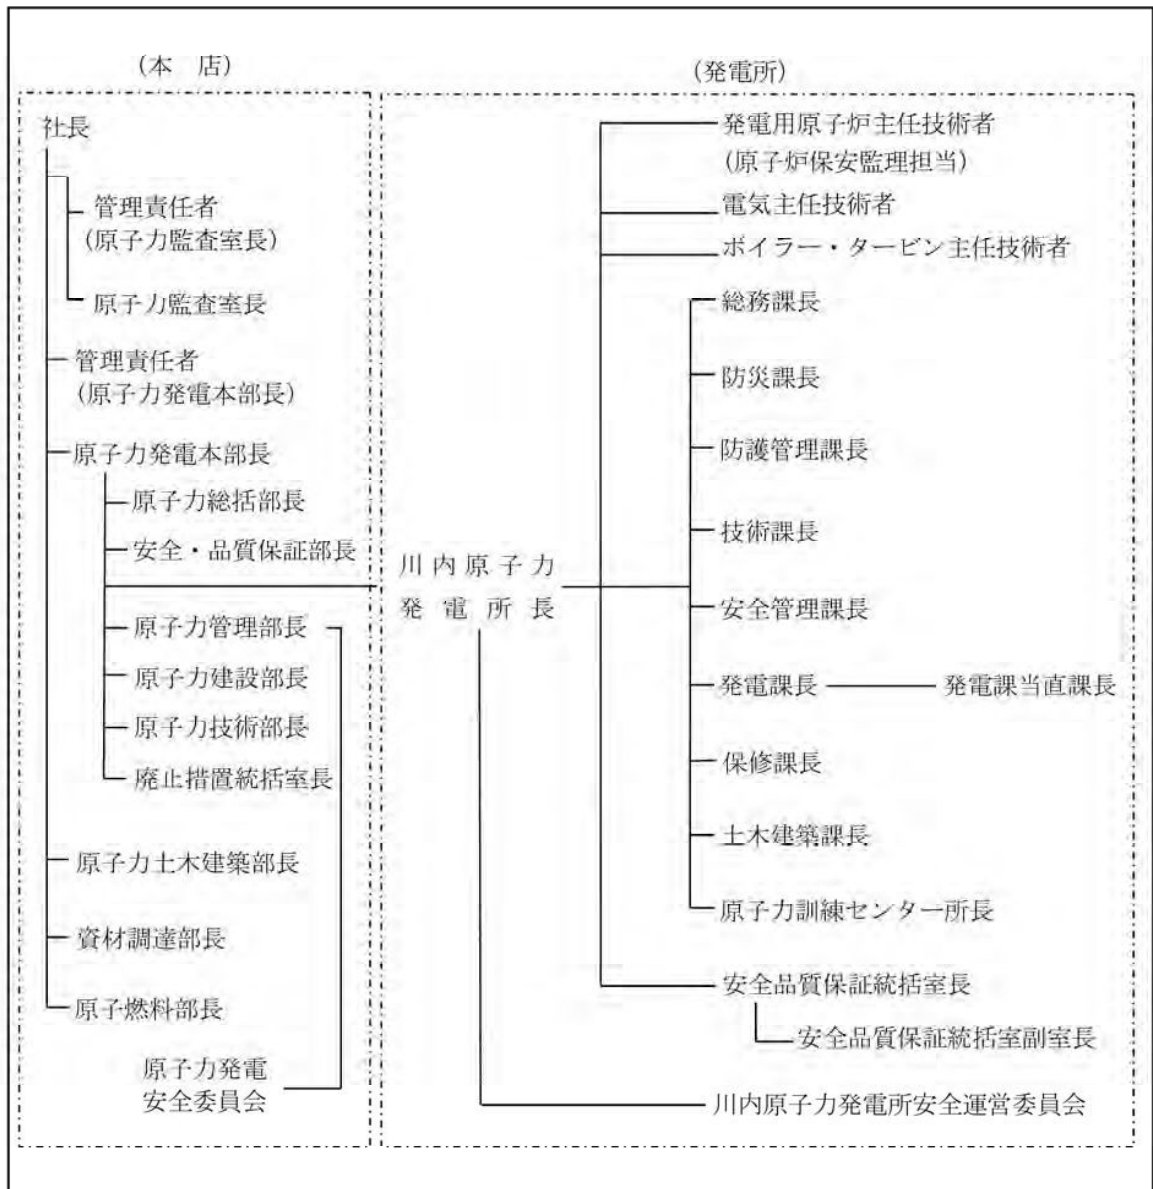 (本 店)
社長
管理責任者
(原子力監査室長)
原子力監査室長
管理責任者
(原子力発電本部長)
原子力発電本部長
原子力総括部長
安全・品質保証部長
原子力管理部長
原子力建設部長
原子力技術部長
廃止措置統括室長
原子力土木建築部長
資材調達部長
原子燃料部長
原子力発電
安全委員会
(発電所)
川内原子力
発電所長
発電用原子炉主任技術者
(原子炉保安監理担当)
電気主任技術者
ボイラー・タービン主任技術者
総務課長
防災課長
防護管理課長
技術課長
安全管理課長
発電課長
発電課当直課長
保修課長
土木建築課長
原子力訓練センター所長
安全品質保証統括室長
安全品質保証統括室副室長
川内原子力発電所安全運営委員会